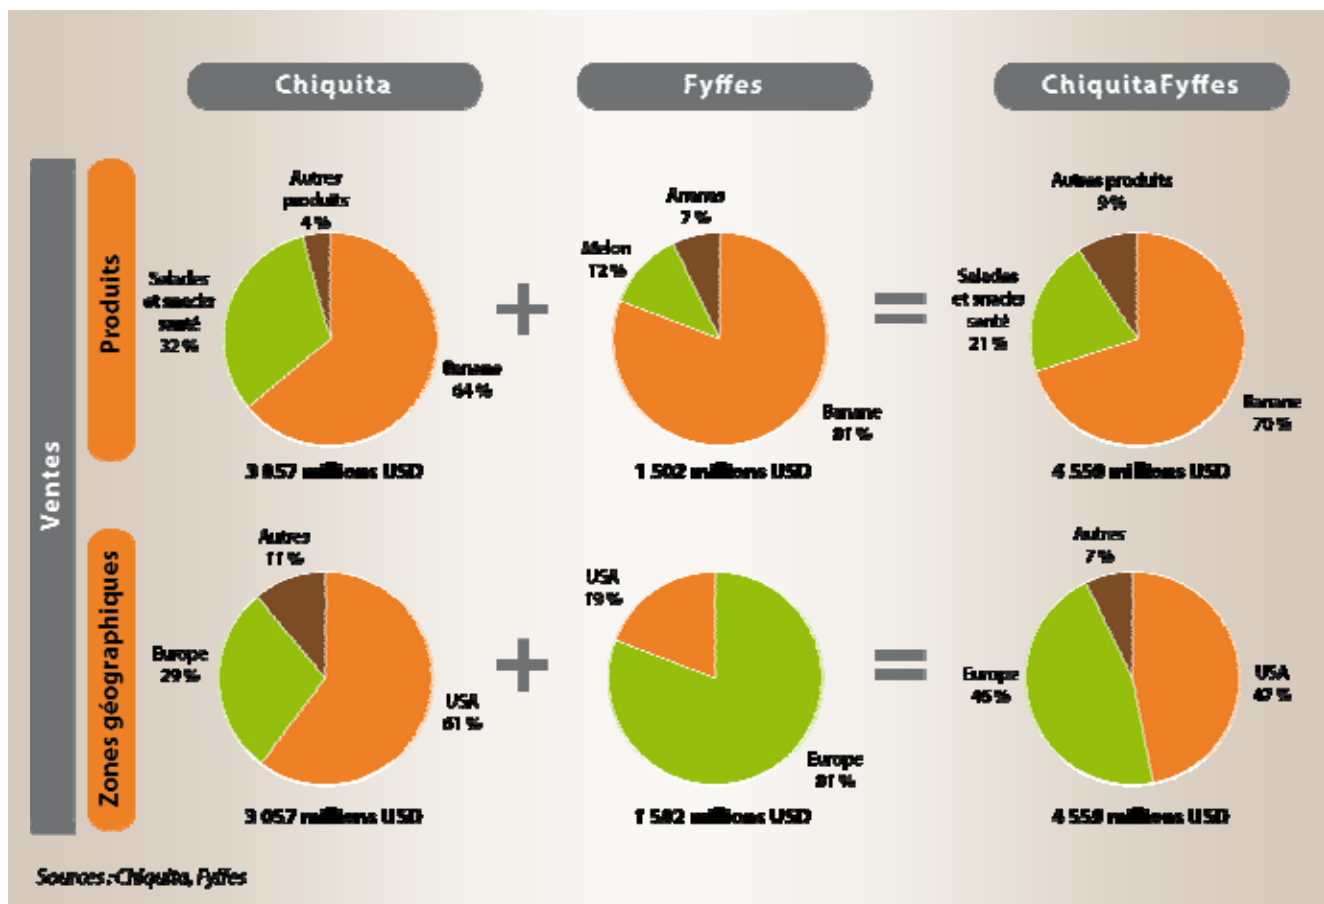 Chiquita
Fyffes
ChiquitaFyffes
Ventes
Produits
Autres
produits
4 %
Salades
et snacks
santé
32 %
Banane
64 %
3 057 millions USD
Ananas
7 %
Melon
12 %
Banane
81 %
1 502 millions USD
Autres produits
9 %
Salades
et snacks
santé
21 %
Banane
70 %
4 559 millions USD
Zones géographiques
Autres
11 %
Europe
29 %
USA
61 %
3 057 millions USD
USA
19 %
Europe
81 %
1 502 millions USD
Autres
7 %
Europe
46 %
USA
47 %
4 559 millions USD
Sources : Chiquita, Fyffes